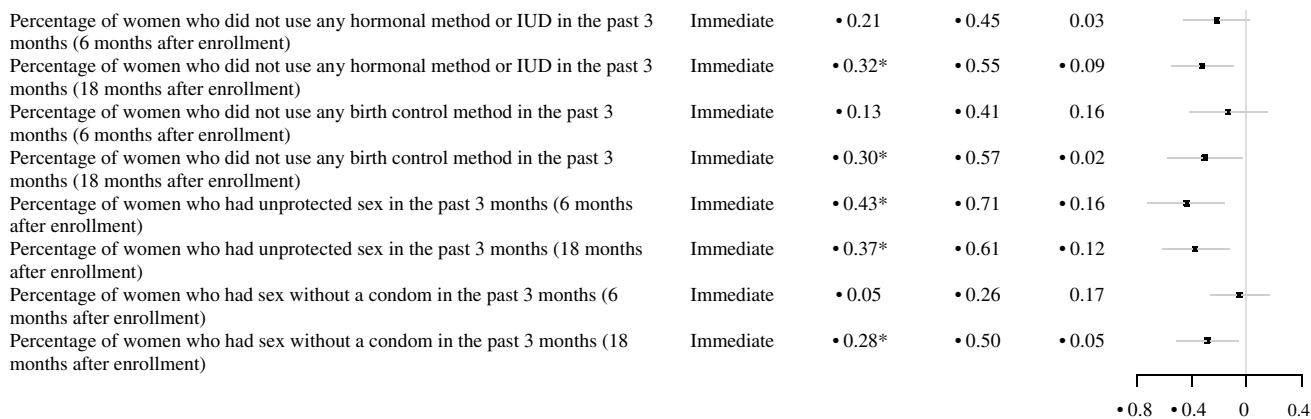 Percentage of women who did not use any hormonal method or IUD in the past 3 Immediate •0.21 •0.45 0.03
months (6 months after enrollment)
Percentage of women who did not use any hormonal method or IUD in the past 3 Immediate •0.32* •0.55 •0.09
months (18 months after enrollment)
Percentage of women who did not use any birth control method in the past 3 Immediate •0.13 •0.41 0.16
months (6 months after enrollment)
Percentage of women who did not use any birth control method in the past 3 Immediate •0.30* •0.57 •0.02
months (18 months after enrollment)
Percentage of women who had unprotected sex in the past 3 months (6 months Immediate •0.43* •0.71 •0.16
after enrollment)
Percentage of women who had unprotected sex in the past 3 months (18 months Immediate •0.37* •0.61 •0.12
after enrollment)
Percentage of women who had sex without a condom in the past 3 months (6 Immediate •0.05 •0.26 0.17
months after enrollment)
Percentage of women who had sex without a condom in the past 3 months (18 Immediate •0.28* •0.50 •0.05
months after enrollment)
•0.8 •0.4 0 0.4